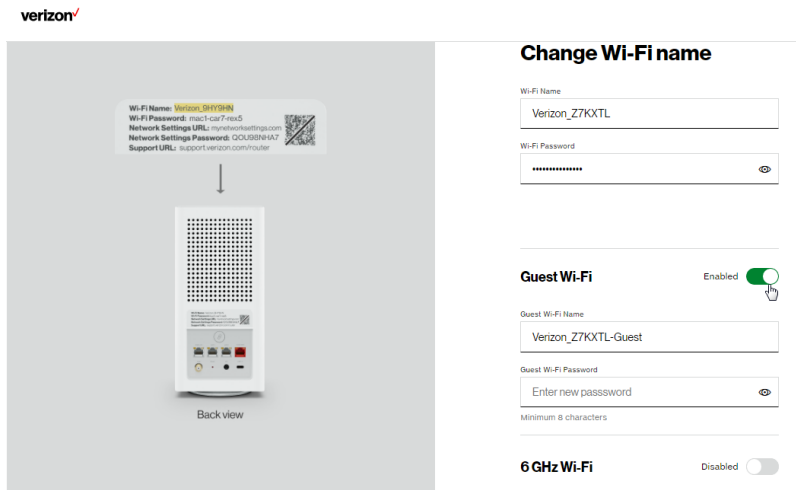 verizon
Wi-Fi Name: Verizon_9HY9HN
Wi-Fi Password: mac1-car7-rex5
Network Settings URL: mynetworksettings.com
Network Settings Password: QOU98NHA7
Support URL: support.verizon.com/router
Back view
Change Wi-Fi name
Wi-Fi Name
Verizon_Z7KXTL
Wi-Fi Password
•••••••••••••••
Guest Wi-Fi
Enabled
Guest Wi-Fi Name
Verizon_Z7KXTL-Guest
Guest Wi-Fi Password
Enter new passsword
Minimum 8 characters
6 GHz Wi-Fi
Disabled